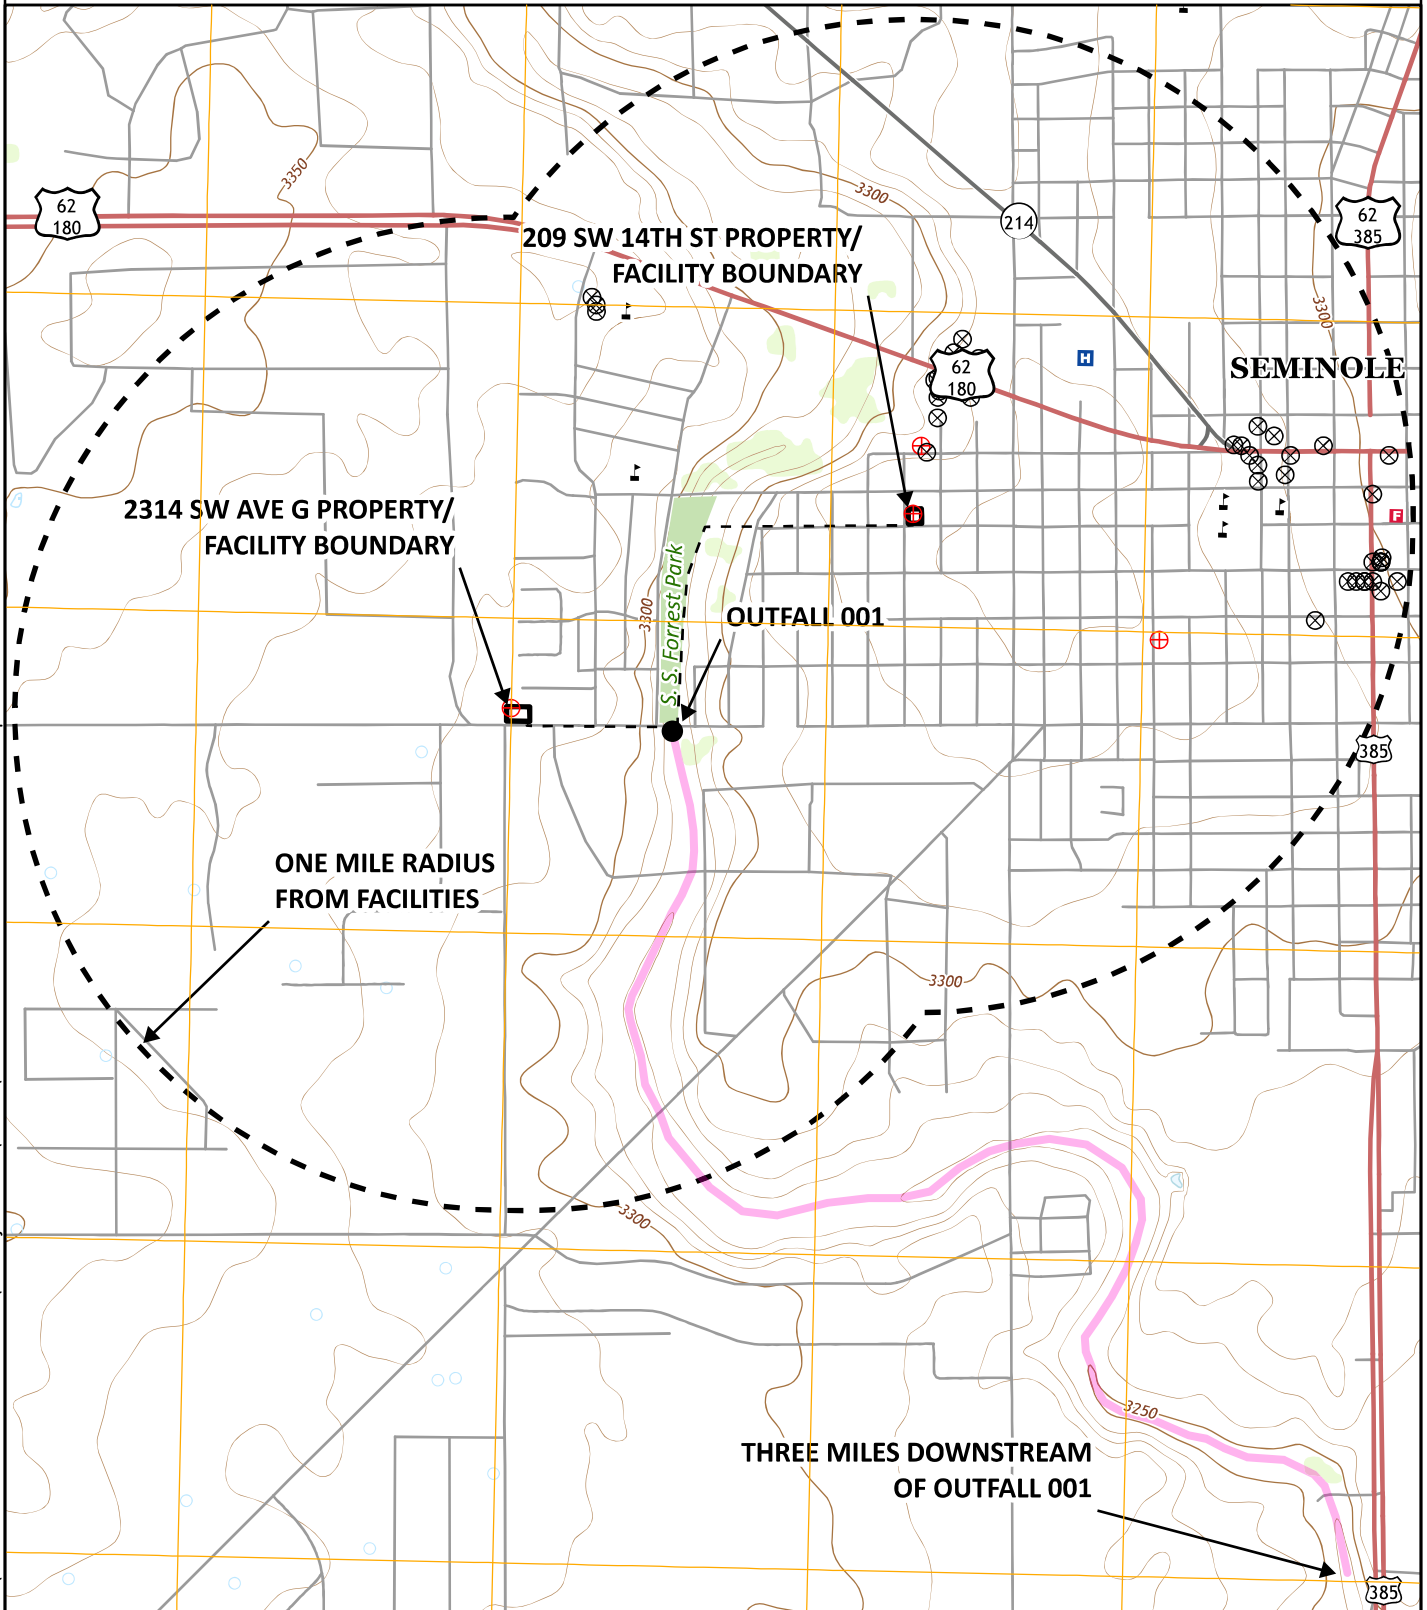 3350
3300
62
180
214
62
385
209 SW 14TH ST PROPERTY/
FACILITY BOUNDARY
3300
H
SEMINOLE
62
180
2314 SW AVE G PROPERTY/
FACILITY BOUNDARY
F
S. S. Forrest Park
3300
OUTFALL 001
385
ONE MILE RADIUS
FROM FACILITIES
3300
3300
3250
THREE MILES DOWNSTREAM
OF OUTFALL 001
385